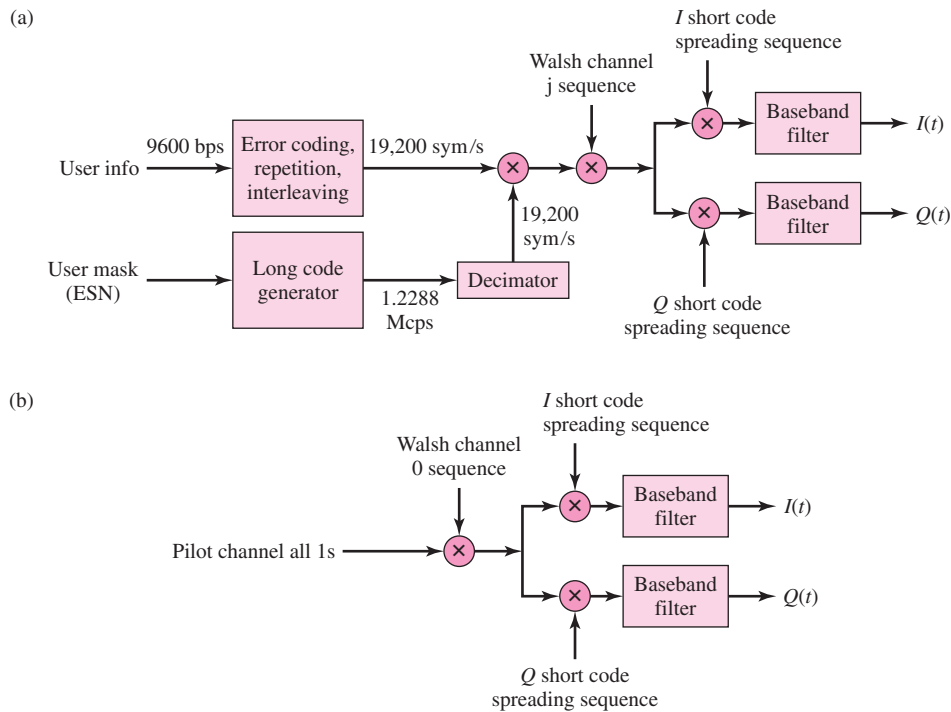 (a)
I short code
spreading sequence
Walsh channel
j sequence
User info
9600 bps
Error coding,
repetition,
interleaving
19,200 sym/s
×
×
×
Baseband
filter
I(t)
×
Baseband
filter
Q(t)
19,200
sym/s
User mask
(ESN)
Long code
generator
1.2288
Mcps
Decimator
Q short code
spreading sequence
(b)
I short code
spreading sequence
Walsh channel
0 sequence
Pilot channel all 1s
×
×
Baseband
filter
I(t)
×
Baseband
filter
Q(t)
Q short code
spreading sequence